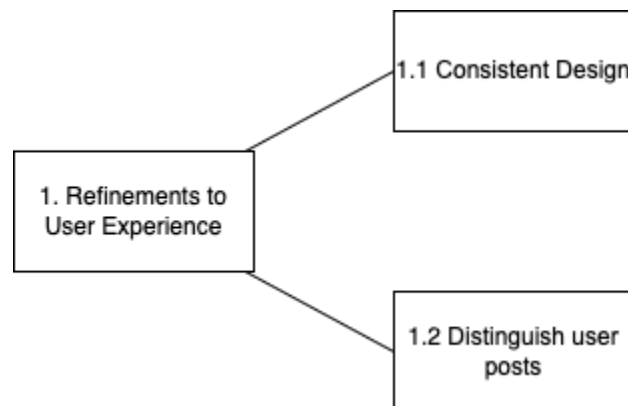 1.1 Consistent Design
1. Refinements to
User Experience
1.2 Distinguish user
posts